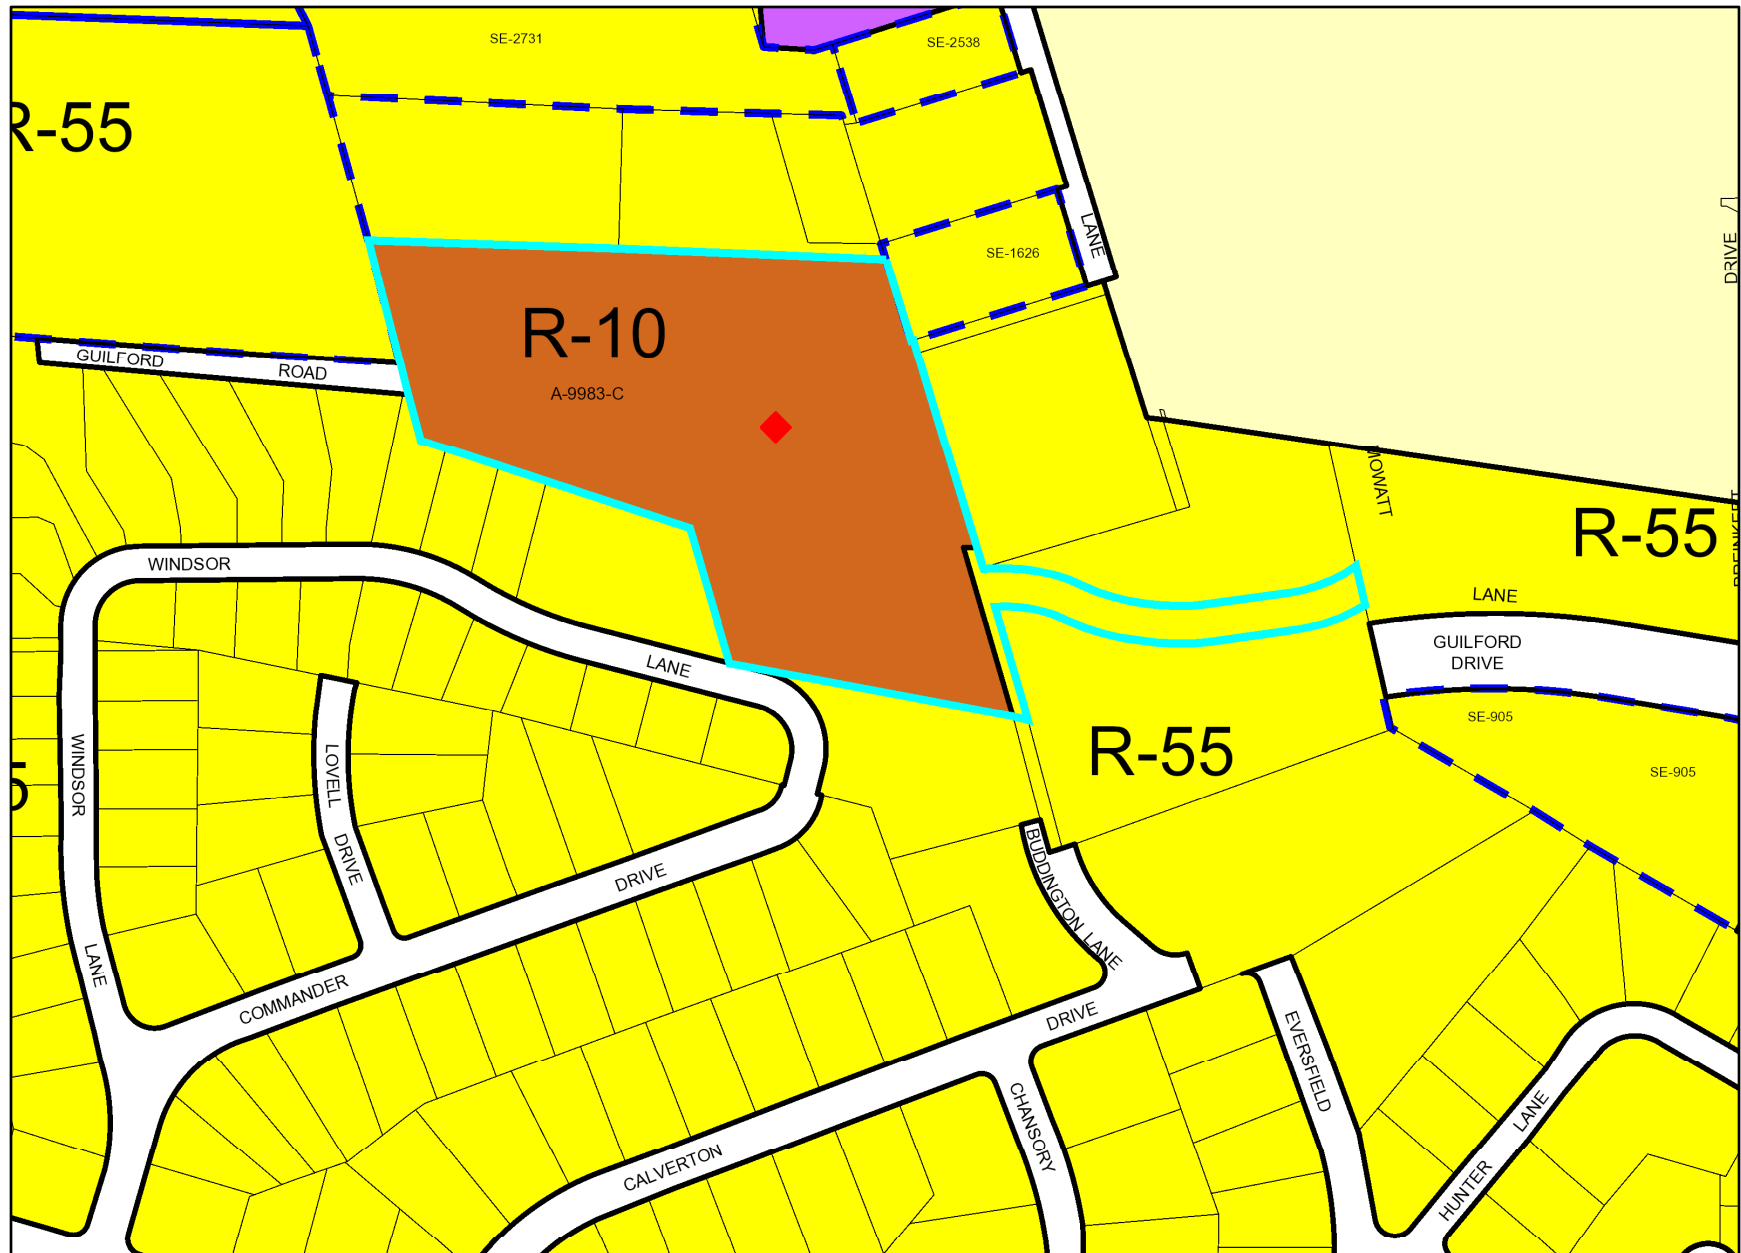 SE-2731
SE-2538
R-55
LANE
SE-1626
DRIVE
R-10
GUILFORD ROAD
A-9983-C
MOWATT
R-55
WINDSOR
LANE
GUILFORD
DRIVE
LANE
SE-905
R-55
SE-905
WINDSOR
LOVELL
DRIVE
DRIVE
BUDDINGTON LANE
LANE
COMMANDER
DRIVE
EVERSFIELD
CHANSORY
LANE
CALVERTON
HUNTER